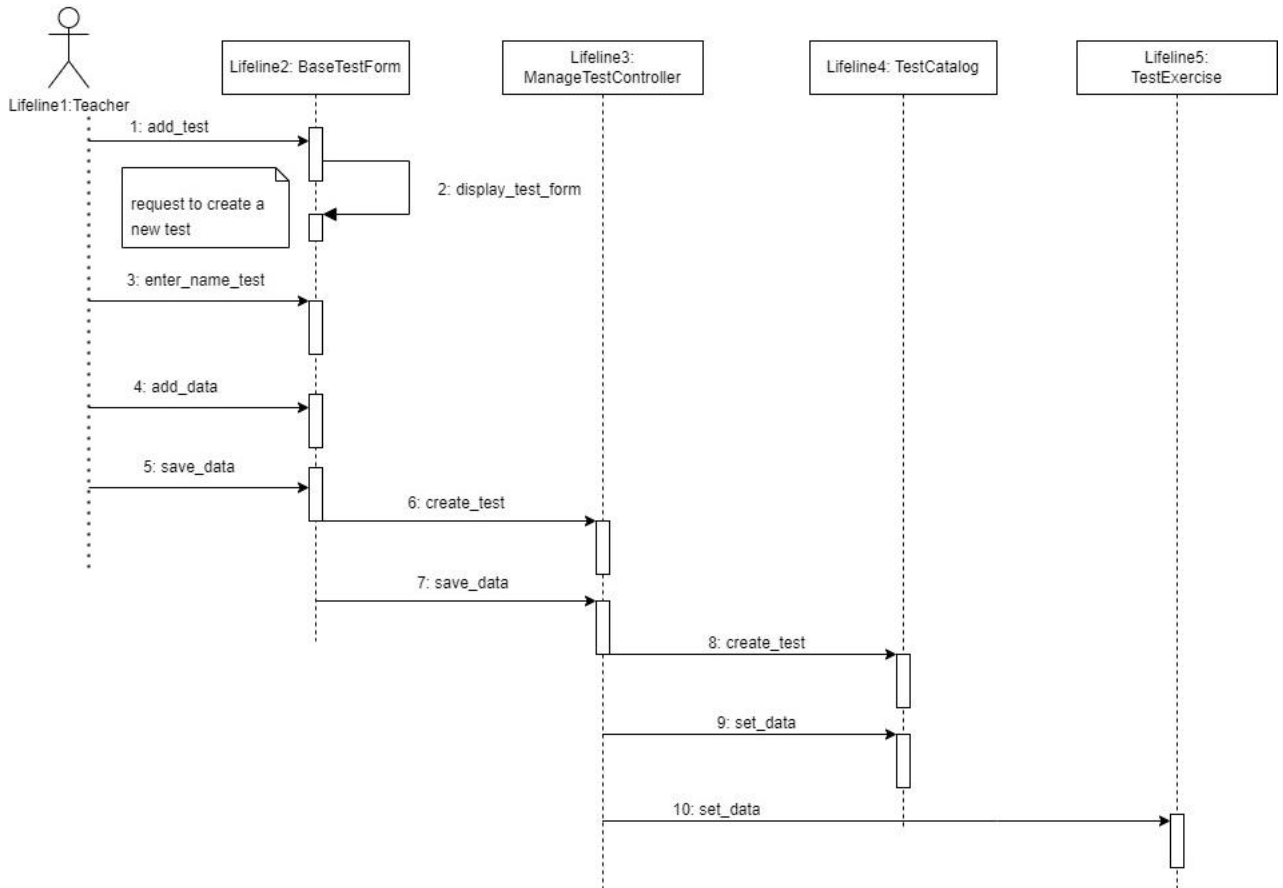 Lifeline1:Teacher
Lifeline2: BaseTestForm
Lifeline3:
ManageTestController
Lifeline4: TestCatalog
Lifeline5:
TestExercise
1: add_test
2: display_test_form
request to create a
new test
3: enter_name_test
4: add_data
5: save_data
6: create_test
7: save_data
8: create_test
9: set_data
10: set_data